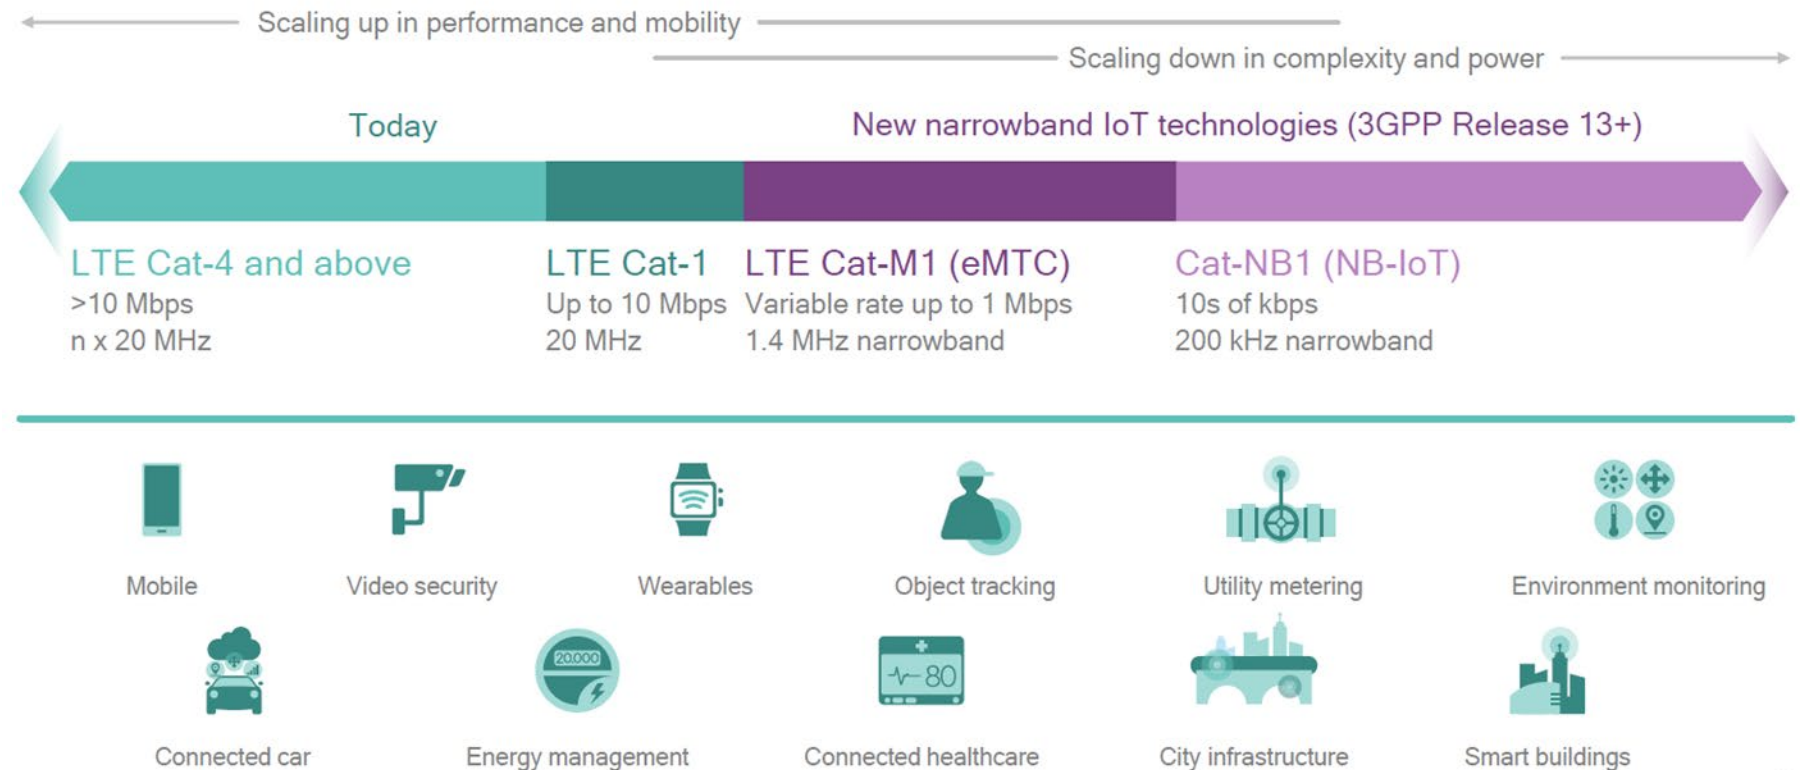 Scaling up in performance and mobility
Scaling down in complexity and power
Today
New narrowband IoT technologies (3GPP Release 13+)
LTE Cat-4 and above
>10 Mbps
n x 20 MHz
LTE Cat-1
Up to 10 Mbps
20 MHz
LTE Cat-M1 (eMTC)
Variable rate up to 1 Mbps
1.4 MHz narrowband
Cat-NB1 (NB-IoT)
10s of kbps
200 kHz narrowband
Mobile
Video security
Wearables
Object tracking
Utility metering
Environment monitoring
20,000
80
Connected car
Energy management
Connected healthcare
City infrastructure
Smart buildings